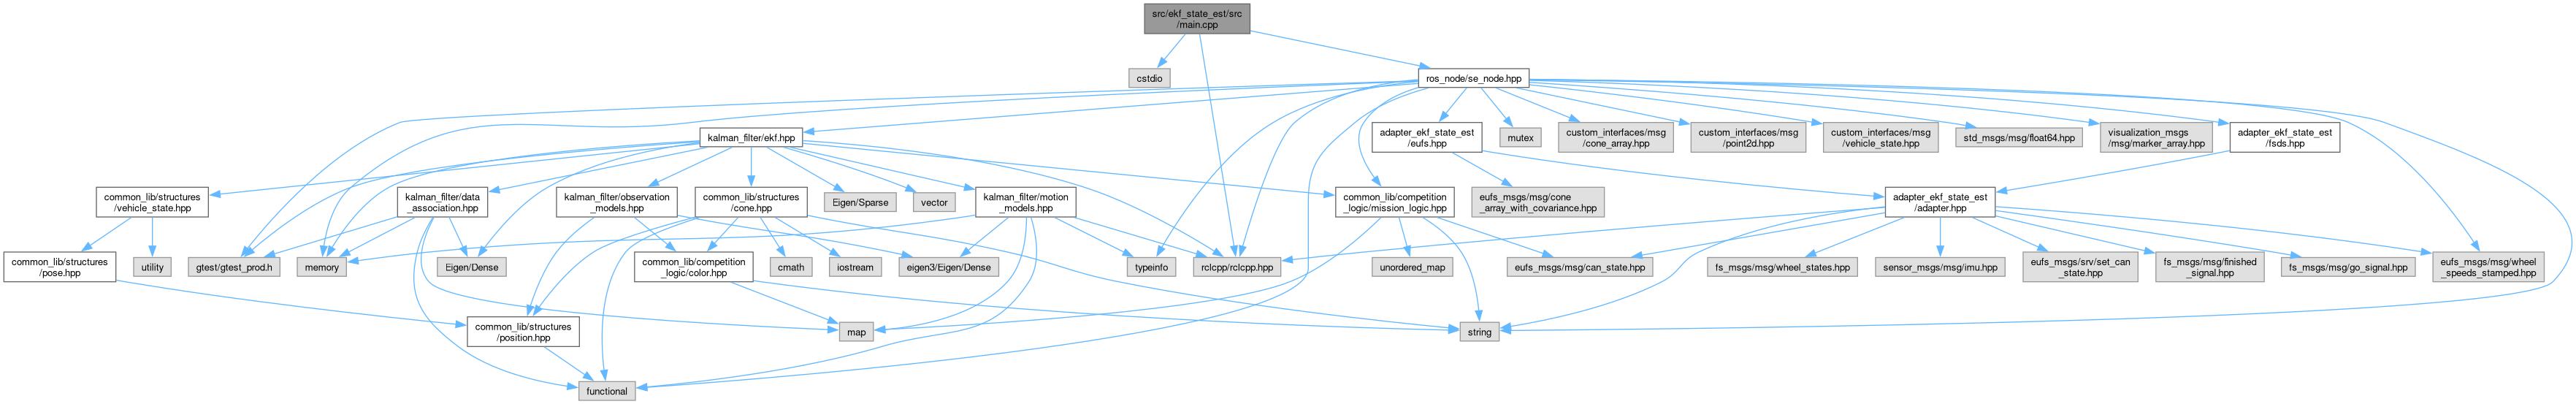 src/ekf_state_est/src
/main.cpp
cstdio
ros_node/se_node.hpp
kalman_filter/ekf.hpp
adapter_ekf_state_est
/eufs.hpp
mutex
custom_interfaces/msg
/cone_array.hpp
custom_interfaces/msg
/point2d.hpp
custom_interfaces/msg
/vehicle_state.hpp
std_msgs/msg/float64.hpp
visualization_msgs
/msg/marker_array.hpp
adapter_ekf_state_est
/fsds.hpp
common_lib/structures
/vehicle_state.hpp
kalman_filter/data
_association.hpp
kalman_filter/observation
_models.hpp
common_lib/structures
/cone.hpp
Eigen/Sparse
vector
kalman_filter/motion
_models.hpp
common_lib/competition
_logic/mission_logic.hpp
eufs_msgs/msg/cone
_array_with_covariance.hpp
adapter_ekf_state_est
/adapter.hpp
common_lib/structures
/pose.hpp
utility
gtest/gtest_prod.h
memory
Eigen/Dense
common_lib/competition
_logic/color.hpp
cmath
iostream
eigen3/Eigen/Dense
typeinfo
rclcpp/rclcpp.hpp
unordered_map
eufs_msgs/msg/can_state.hpp
fs_msgs/msg/wheel_states.hpp
sensor_msgs/msg/imu.hpp
eufs_msgs/srv/set_can
_state.hpp
fs_msgs/msg/finished
_signal.hpp
fs_msgs/msg/go_signal.hpp
eufs_msgs/msg/wheel
_speeds_stamped.hpp
common_lib/structures
/position.hpp
map
string
functional